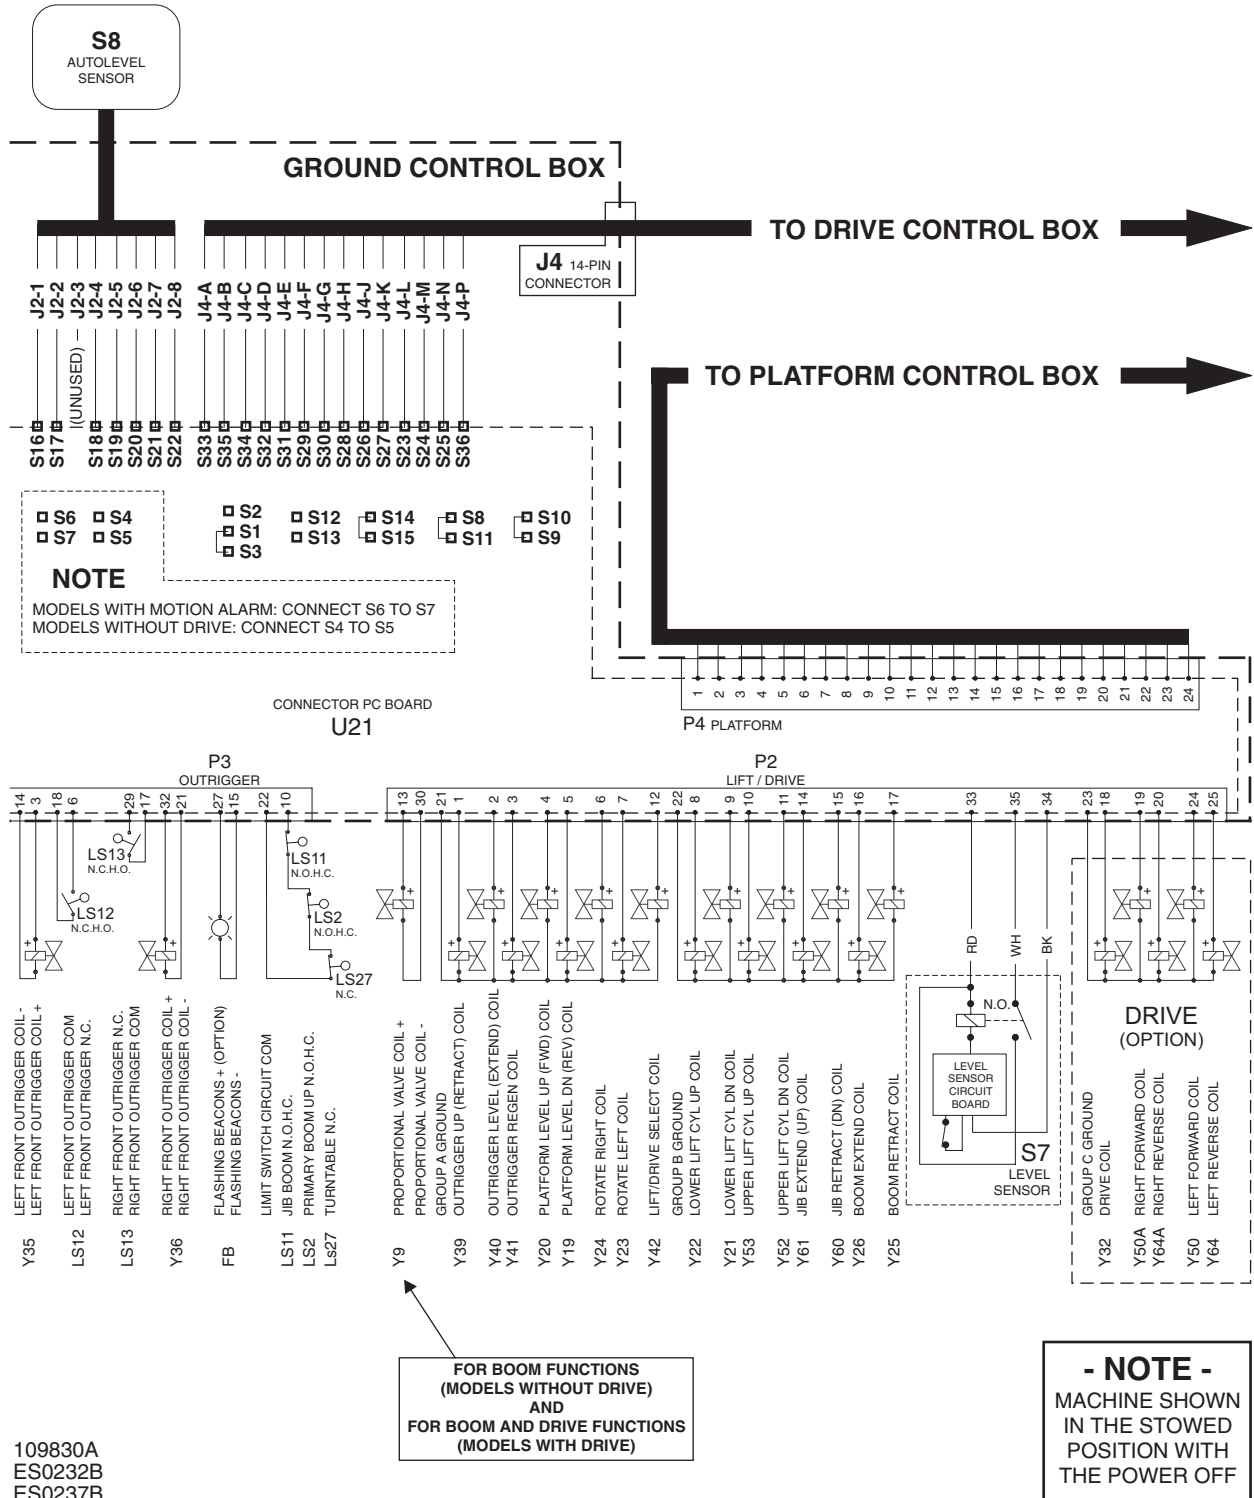 S8
AUTOLEVEL
SENSOR
GROUND CONTROL BOX
TO DRIVE CONTROL BOX
J4 14-PIN
CONNECTOR
J2-1
J2-2
J2-3
J2-4
J2-5
J2-6
J2-7
J2-8
J4-A
J4-B
J4-C
J4-D
J4-E
J4-F
J4-G
J4-H
J4-J
J4-K
J4-L
J4-M
J4-N
J4-P
(UNUSED)
TO PLATFORM CONTROL BOX
S16
S17
S18
S19
S20
S21
S22
S33
S35
S34
S32
S31
S29
S30
S28
S26
S27
S23
S24
S25
S36
S6 S4
S7 S5
S2
S1
S3
S12
S13
S14
S15
S8
S11
S10
S9
NOTE
MODELS WITH MOTION ALARM: CONNECT S6 TO S7
MODELS WITHOUT DRIVE: CONNECT S4 TO S5
1 2 3 4 5 6 7 8 9 10 11 12 13 14 15 16 17 18 19 20 21 22 23 24
P4 PLATFORM
CONNECTOR PC BOARD
U21
P3
OUTRIGGER
P2
LIFT / DRIVE
14 3 18 6 29 17 32 21 27 15 22 10
13 30 21 1 2 3 4 5 6 7 12 22 8 9 10 11 14 15 16 17 33 35 34 23 18 19 20 24 25
LS13
N.C.H.O.
LS12
N.C.H.O.
LS11
N.O.H.C.
LS2
N.O.H.C.
LS27
N.C.
+ + + + + + + + + + + + + + + + + + + +
RD
WH
BK
N.O.
LEVEL
SENSOR
CIRCUIT
BOARD
S7
LEVEL
SENSOR
DRIVE
(OPTION)
LEFT FRONT OUTRIGGER COIL -
LEFT FRONT OUTRIGGER COIL +
LEFT FRONT OUTRIGGER COM
LEFT FRONT OUTRIGGER N.C.
RIGHT FRONT OUTRIGGER N.C.
RIGHT FRONT OUTRIGGER COM
RIGHT FRONT OUTRIGGER COIL +
RIGHT FRONT OUTRIGGER COIL -
FLASHING BEACONS + (OPTION)
FLASHING BEACONS -
LIMIT SWITCH CIRCUIT COM
JIB BOOM N.O.H.C.
PRIMARY BOOM UP N.O.H.C.
TURNTABLE N.C.
PROPORTIONAL VALVE COIL +
PROPORTIONAL VALVE COIL -
GROUP A GROUND
OUTRIGGER UP (RETRACT) COIL
OUTRIGGER LEVEL (EXTEND) COIL
OUTRIGGER REGEN COIL
PLATFORM LEVEL UP (FWD) COIL
PLATFORM LEVEL DN (REV) COIL
ROTATE RIGHT COIL
ROTATE LEFT COIL
LIFT/DRIVE SELECT COIL
GROUP B GROUND
LOWER LIFT CYL UP COIL
LOWER LIFT CYL DN COIL
UPPER LIFT CYL UP COIL
UPPER LIFT CYL DN COIL
JIB EXTEND (UP) COIL
JIB RETRACT (DN) COIL
BOOM EXTEND COIL
BOOM RETRACT COIL
GROUP C GROUND
DRIVE COIL
RIGHT FORWARD COIL
RIGHT REVERSE COIL
LEFT FORWARD COIL
LEFT REVERSE COIL
Y35
LS12
LS13
Y36
FB
LS11
LS2
Ls27
Y9
Y39
Y40
Y41
Y20
Y19
Y24
Y23
Y42
Y22
Y21
Y53
Y52
Y61
Y60
Y26
Y25
Y32
Y50A
Y64A
Y50
Y64
FOR BOOM FUNCTIONS
(MODELS WITHOUT DRIVE)
AND
FOR BOOM AND DRIVE FUNCTIONS
(MODELS WITH DRIVE)
- NOTE -
MACHINE SHOWN
IN THE STOWED
POSITION WITH
THE POWER OFF
109830A
ES0232B
ES0237B